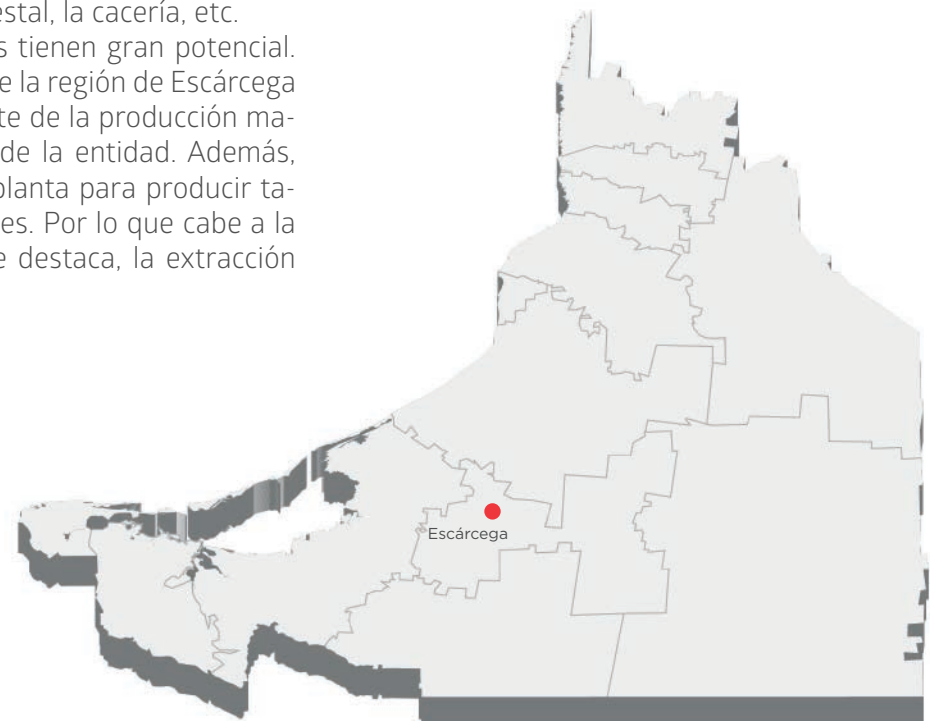 estal, la cacería, etc.
s tienen gran potencial.
e la región de Escárcega
te de la producción ma-
de la entidad. Además,
planta para producir ta-
es. Por lo que cabe a la
e destaca, la extracción
Escárcega